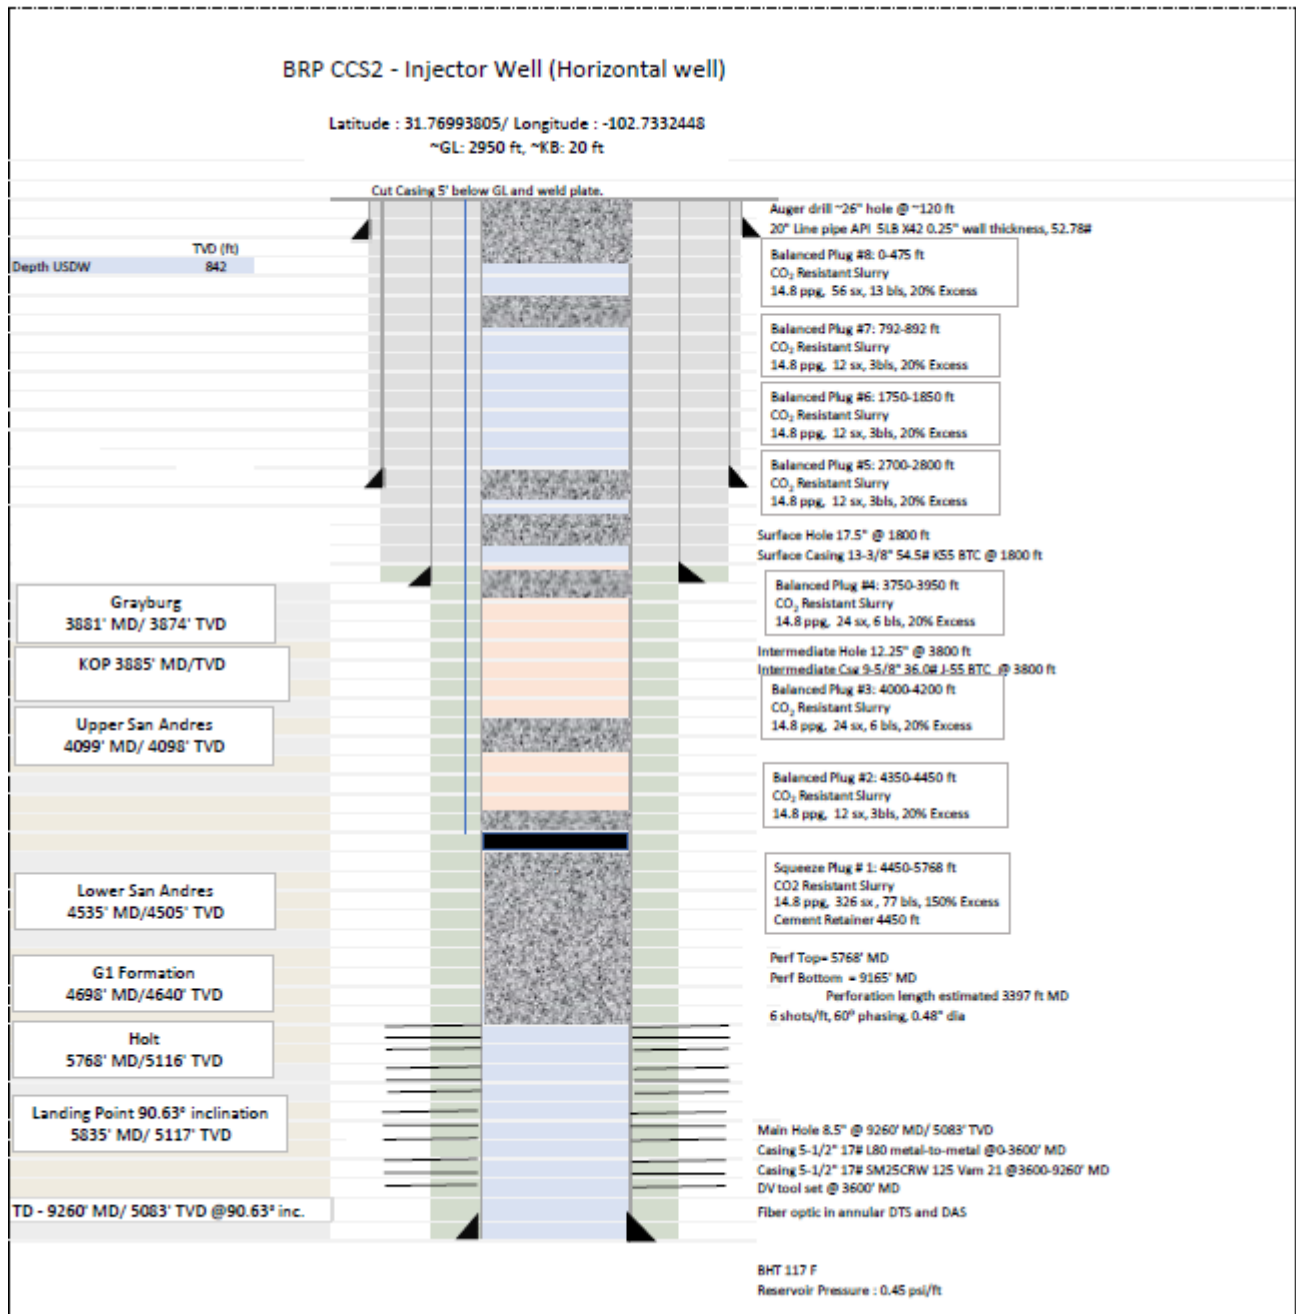 BRP CCS2 - Injector Well (Horizontal well)
Latitude : 31.76993805/ Longitude : -102.7332448
~GL: 2950 ft, ~KB: 20 ft
Cut Casing 5' below GL and weld plate.
TVD (ft)
Depth USDW 842
Grayburg
3881' MD/ 3874' TVD
KOP 3885' MD/TVD
Upper San Andres
4099' MD/ 4098' TVD
Lower San Andres
4535' MD/4505' TVD
G1 Formation
4698' MD/4640' TVD
Holt
5768' MD/5116' TVD
Landing Point 90.63° inclination
5835' MD/ 5117' TVD
TD - 9260' MD/ 5083' TVD @90.63° inc.
Auger drill ~26" hole @ ~120 ft
20" Line pipe API 5LB X42 0.25" wall thickness, 52.78#
Balanced Plug #8: 0-475 ft
CO₂ Resistant Slurry
14.8 ppg, 56 sx, 13 bls, 20% Excess
Balanced Plug #7: 792-892 ft
CO₂ Resistant Slurry
14.8 ppg, 12 sx, 3bls, 20% Excess
Balanced Plug #6: 1750-1850 ft
CO₂ Resistant Slurry
14.8 ppg, 12 sx, 3bls, 20% Excess
Balanced Plug #5: 2700-2800 ft
CO₂ Resistant Slurry
14.8 ppg, 12 sx, 3bls, 20% Excess
Surface Hole 17.5" @ 1800 ft
Surface Casing 13-3/8" 54.5# K55 BTC @ 1800 ft
Balanced Plug #4: 3750-3950 ft
CO₂ Resistant Slurry
14.8 ppg, 24 sx, 6 bls, 20% Excess
Intermediate Hole 12.25" @ 3800 ft
Intermediate Csg 9-5/8" 36.0# J-55 BTC @ 3800 ft
Balanced Plug #3: 4000-4200 ft
CO₂ Resistant Slurry
14.8 ppg, 24 sx, 6 bls, 20% Excess
Balanced Plug #2: 4350-4450 ft
CO₂ Resistant Slurry
14.8 ppg, 12 sx, 3bls, 20% Excess
Squeeze Plug # 1: 4450-5768 ft
CO2 Resistant Slurry
14.8 ppg, 326 sx , 77 bls, 150% Excess
Cement Retainer 4450 ft
Perf Top= 5768' MD
Perf Bottom = 9165' MD
Perforation length estimated 3397 ft MD
6 shots/ft, 60° phasing, 0.48" dia
Main Hole 8.5" @ 9260' MD/ 5083' TVD
Casing 5-1/2" 17# L80 metal-to-metal @0-3600' MD
Casing 5-1/2" 17# SM25CRW 125 Vam 21 @3600-9260' MD
DV tool set @ 3600' MD
Fiber optic in annular DTS and DAS
BHT 117 F
Reservoir Pressure : 0.45 psi/ft